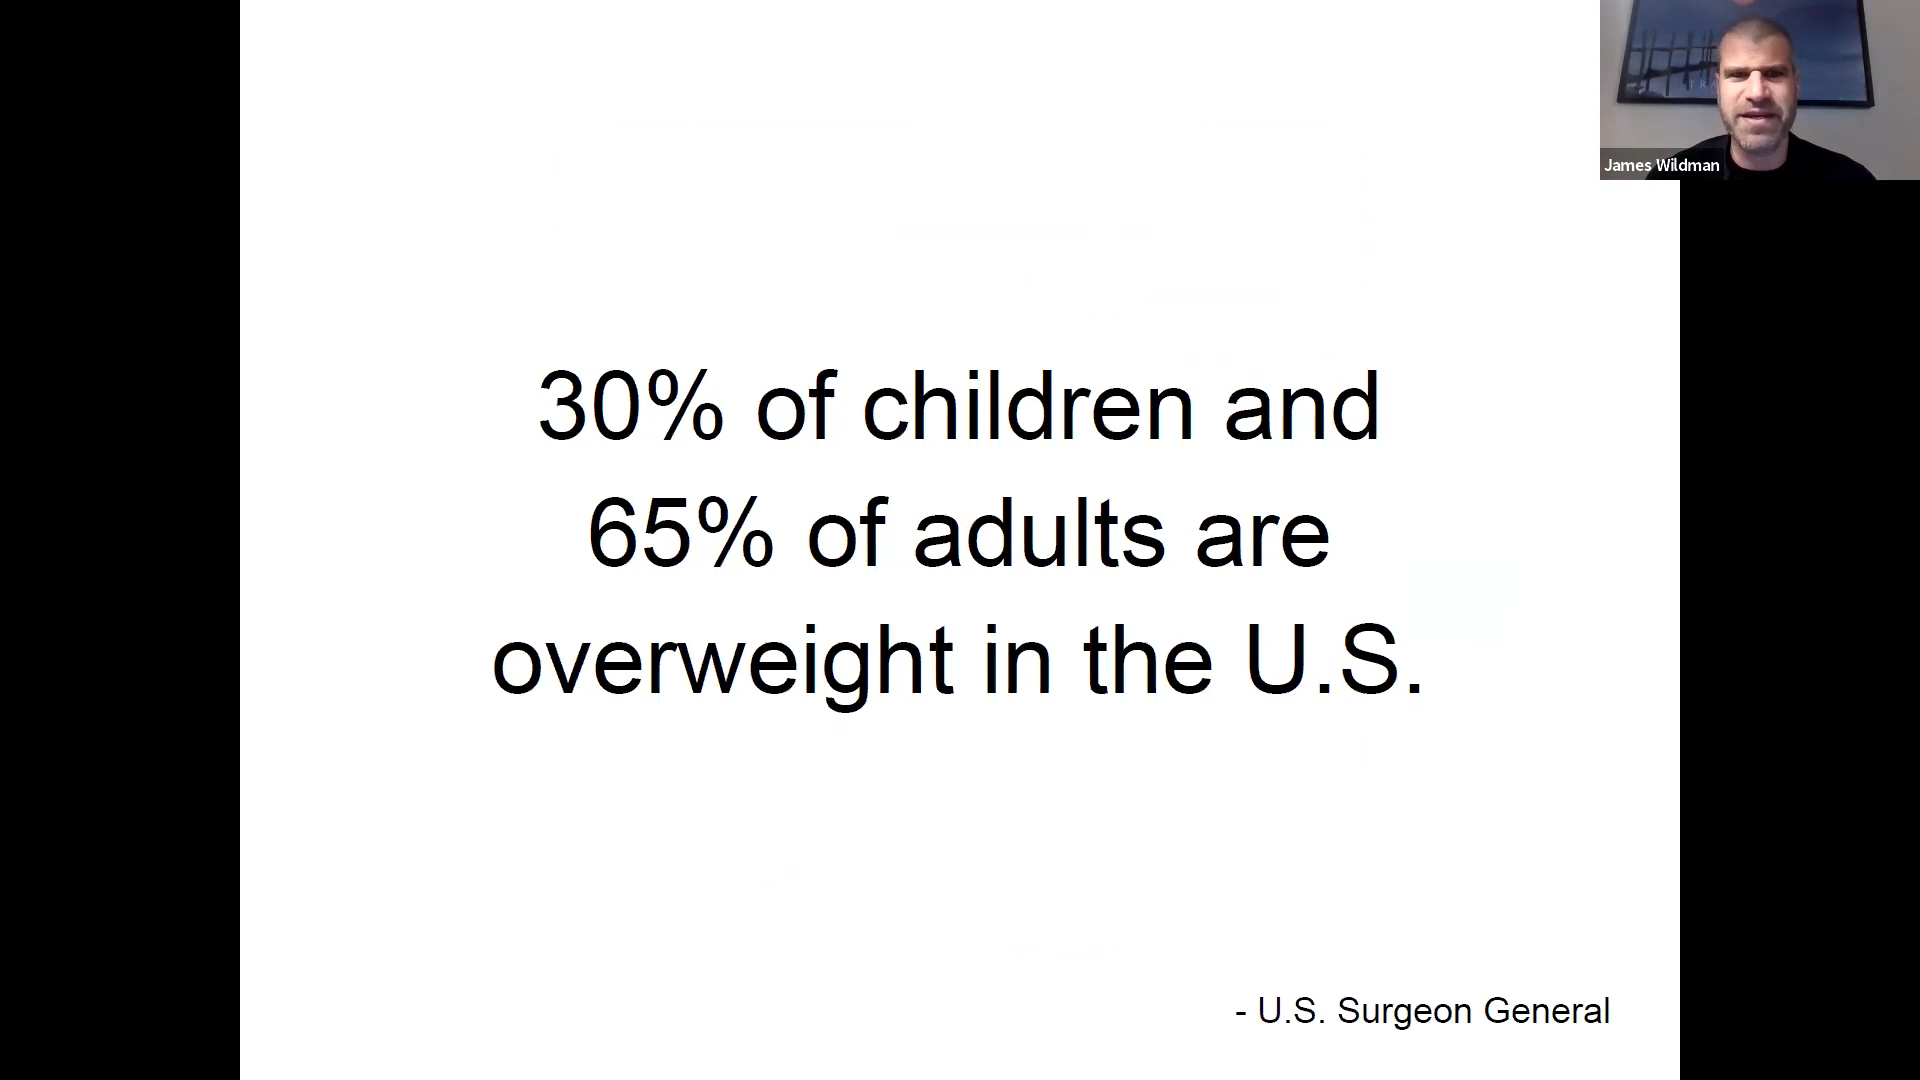 James Wildman
30% of children and
65% of adults are
overweight in the U.S.
- U.S. Surgeon General